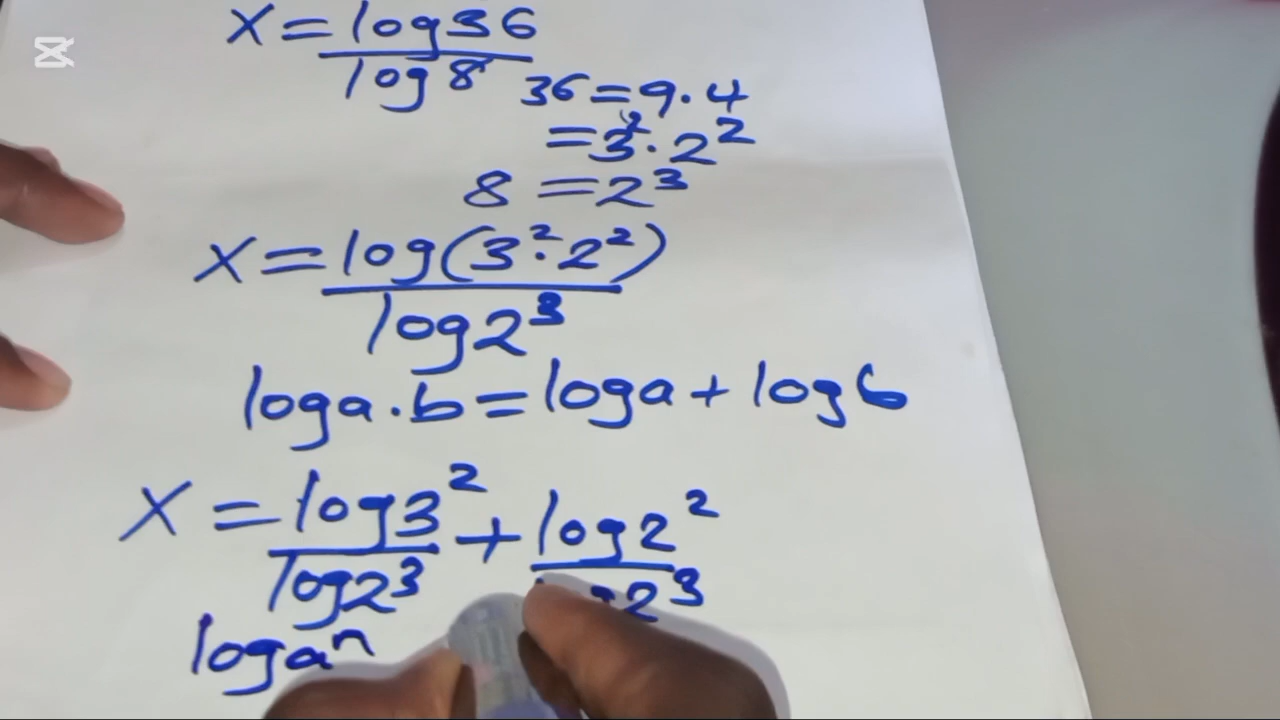 x = log36
log8
36 = 9.4
= 3².2²
8 = 2³
x = log(3².2²)
log2³
loga.b = loga + logb
x = log3² + log2²
log2³
2³
logaⁿ